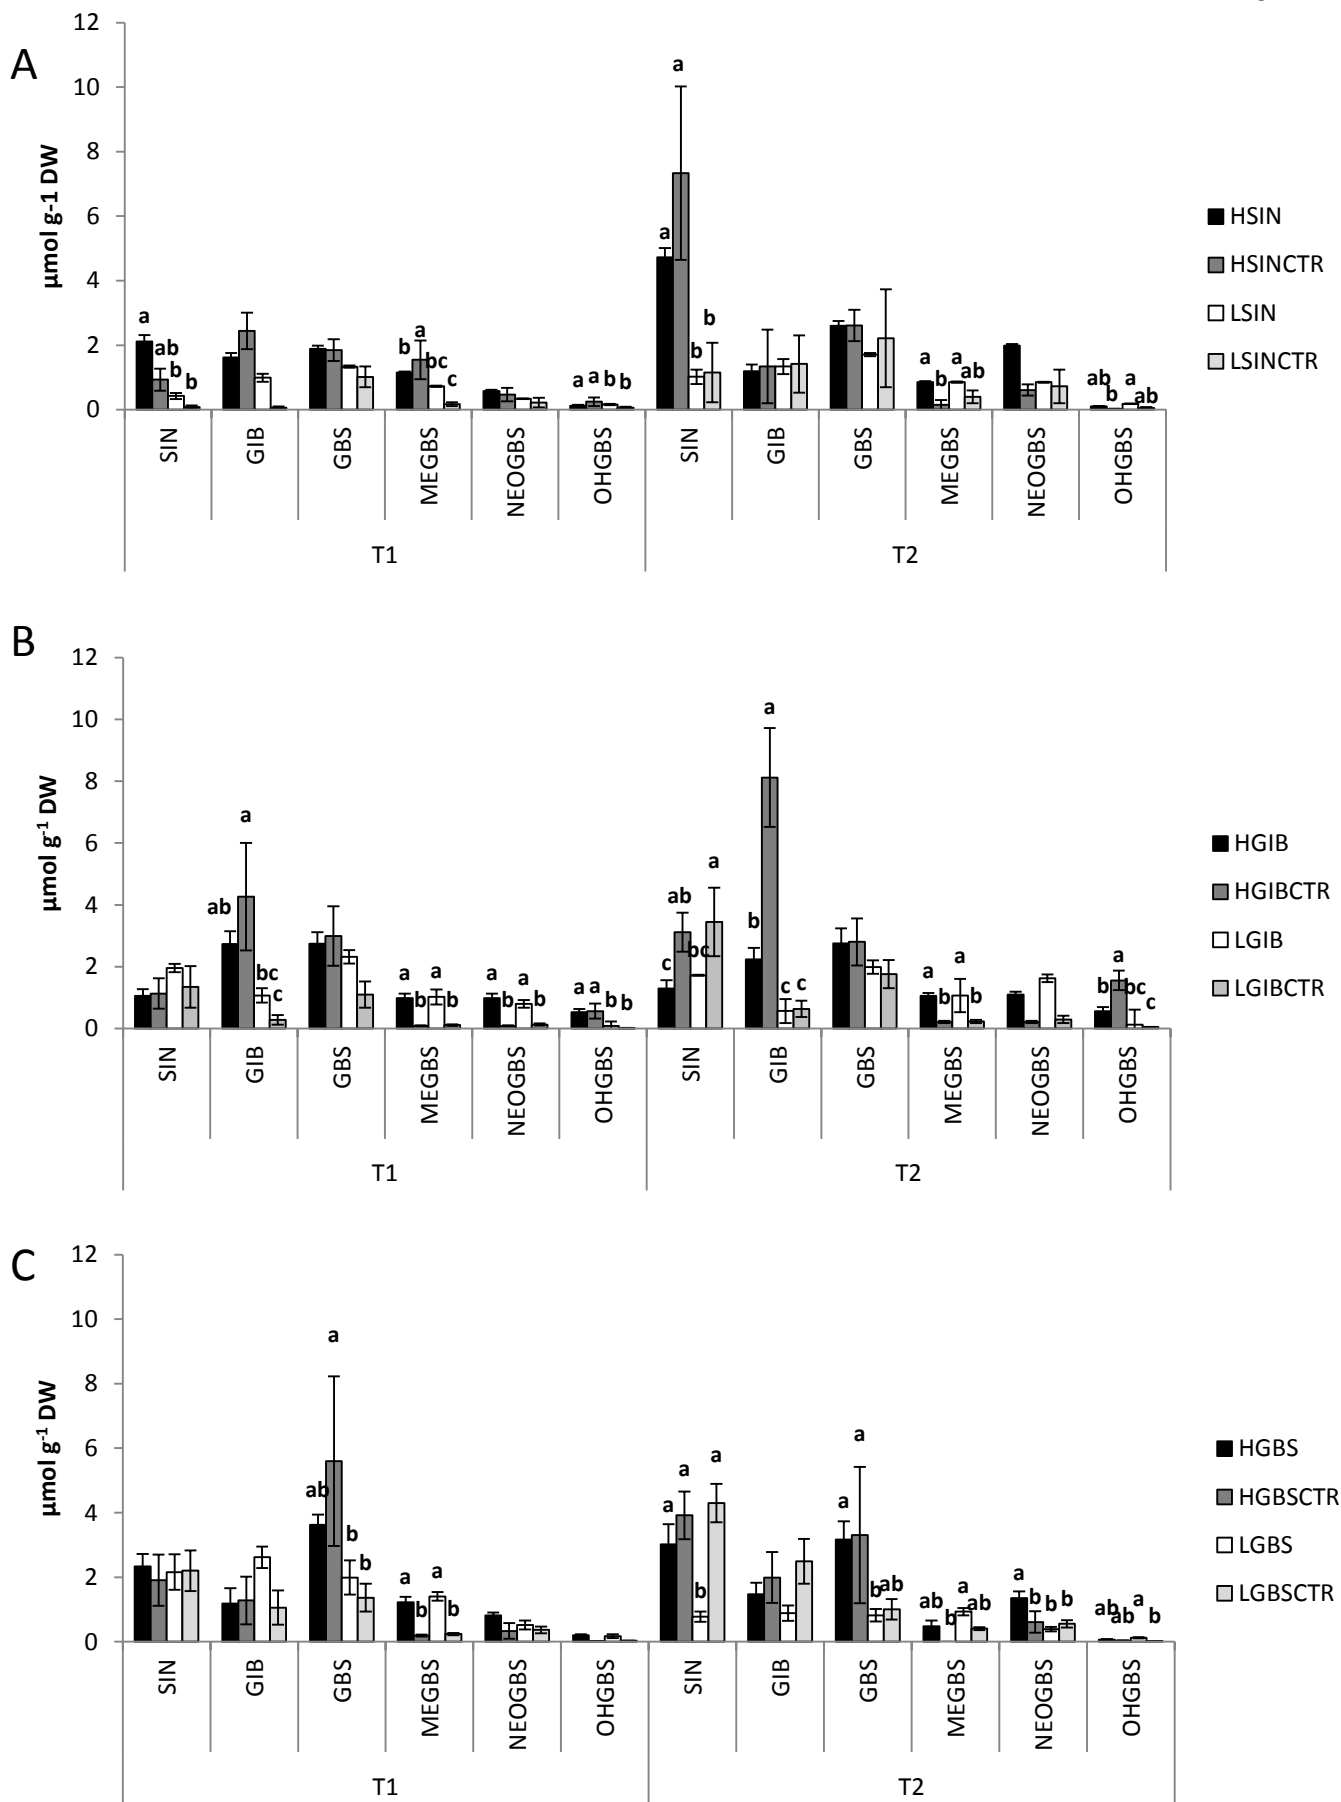 A
12
10
8
6
4
2
0
µmol g-1 DW
a
ab
b
b
b
a
bc
c
a
a
b
b
a
a
b
b
a
b
a
ab
ab
b
a
ab
SIN
GIB
GBS
MEGBS
NEOGBS
OHGBS
SIN
GIB
GBS
MEGBS
NEOGBS
OHGBS
T1
T2
HSIN
HSINCTR
LSIN
LSINCTR
B
12
10
8
6
4
2
0
µmol g-1 DW
ab
a
bc
c
a
b
a
b
a
b
a
b
a
a
b
b
c
ab
bc
a
b
a
c
c
a
b
a
b
b
a
bc
c
SIN
GIB
GBS
MEGBS
NEOGBS
OHGBS
SIN
GIB
GBS
MEGBS
NEOGBS
OHGBS
T1
T2
HGIB
HGIBCTR
LGIB
LGIBCTR
C
12
10
8
6
4
2
0
µmol g-1 DW
ab
a
b
b
a
b
a
b
a
a
b
a
a
a
b
ab
ab
b
a
ab
a
b
b
b
ab
ab
a
b
SIN
GIB
GBS
MEGBS
NEOGBS
OHGBS
SIN
GIB
GBS
MEGBS
NEOGBS
OHGBS
T1
T2
HGBS
HGBSCTR
LGBS
LGBSCTR